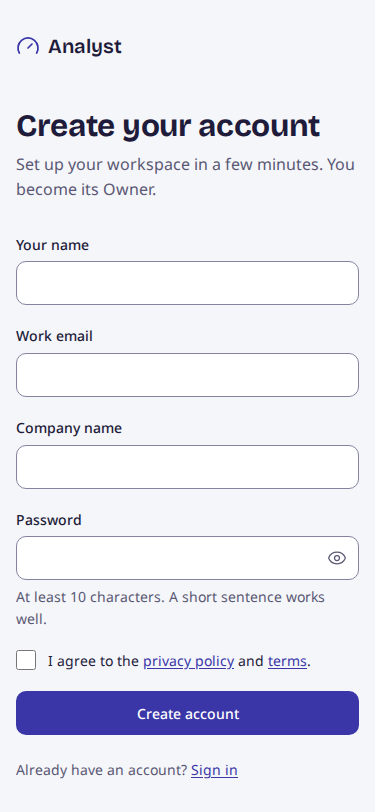 Analyst
Create your account
Set up your workspace in a few minutes. You
become its Owner.
Your name
Work email
Company name
Password
At least 10 characters. A short sentence works
well.
I agree to the privacy policy and terms.
Create account
Already have an account? Sign in